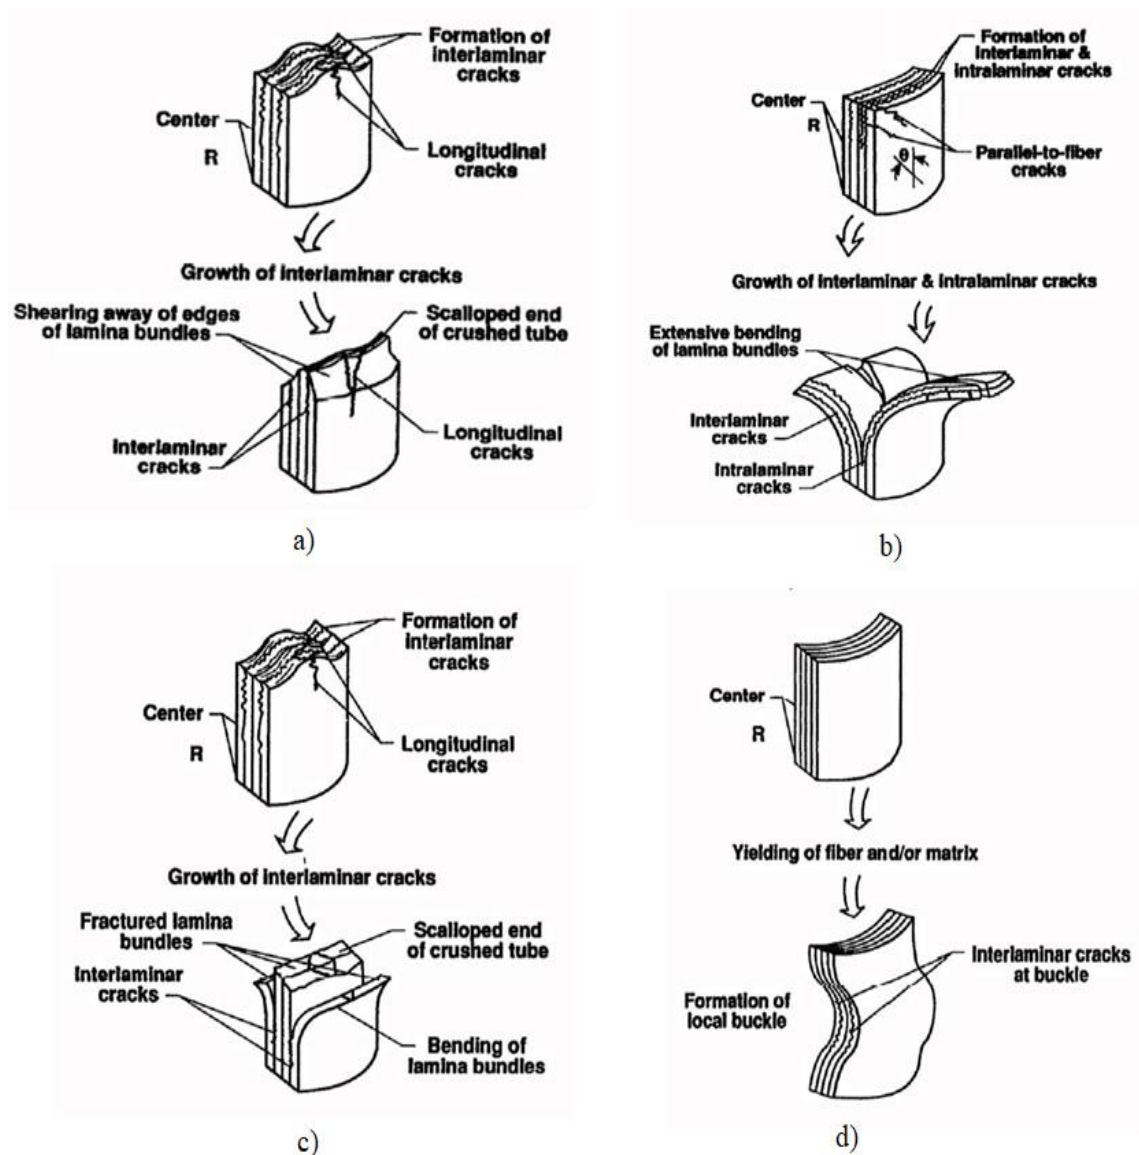 Formation of
interlaminar
cracks
Center
R
Longitudinal
cracks
Growth of interlaminar cracks
Shearing away of edges
of lamina bundles
Scalloped end
of crushed tube
Interlaminar
cracks
Longitudinal
cracks
a)
Formation of
interlaminar &
intralaminar cracks
Center
R
θ
Parallel-to-fiber
cracks
Growth of interlaminar & intralaminar cracks
Extensive bending
of lamina bundles
Interlaminar
cracks
Intralaminar
cracks
b)
Formation of
interlaminar
cracks
Center
R
Longitudinal
cracks
Growth of interlaminar cracks
Fractured lamina
bundles
Scalloped end
of crushed tube
Interlaminar
cracks
Bending of
lamina bundles
c)
Center
R
Yielding of fiber and/or matrix
Interlaminar cracks
at buckle
Formation of
local buckle
d)